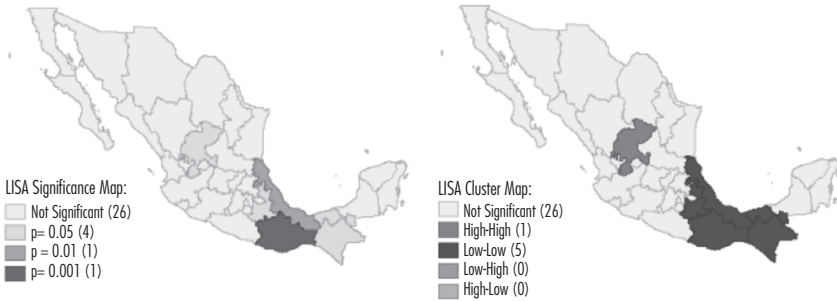 LISA Significance Map:
Not Significant (26)
p= 0.05 (4)
p = 0.01 (1)
p= 0.001 (1)
LISA Cluster Map:
Not Significant (26)
High-High (1)
Low-Low (5)
Low-High (0)
High-Low (0)